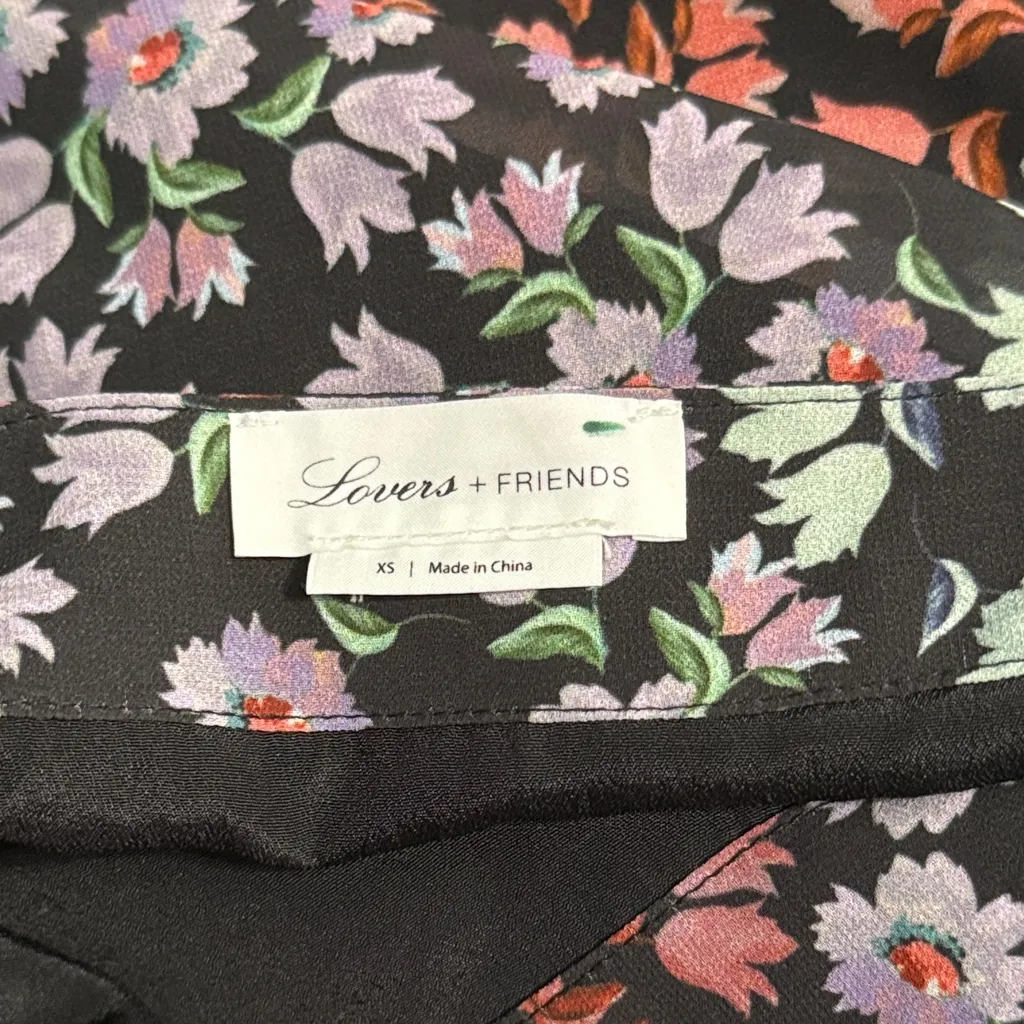 Lovers + FRIENDS
XS | Made in China